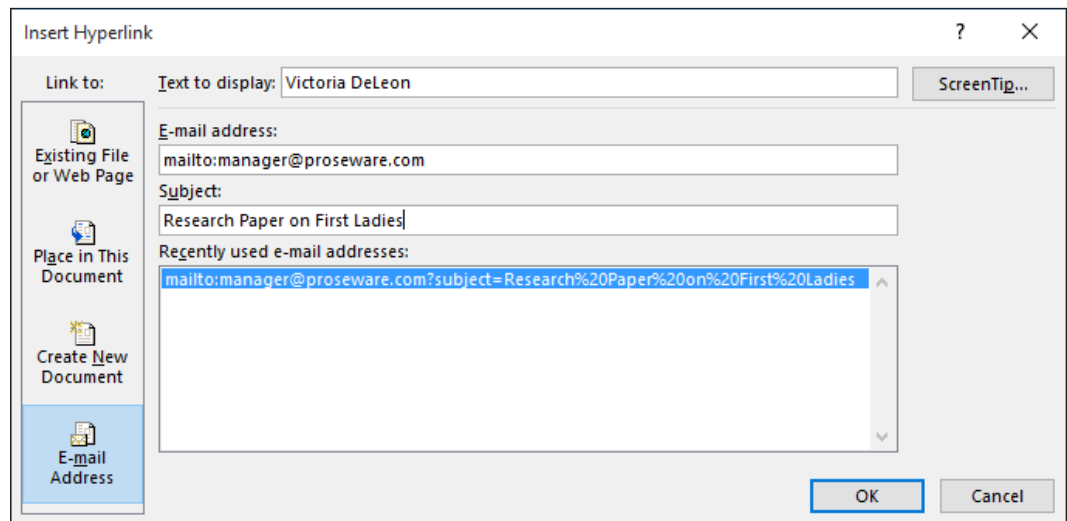 Insert Hyperlink
?
Link to:
Text to display:
Victoria DeLeon
ScreenTip...
Existing File
or Web Page
Place in This
Document
Create New
Document
E-mail
Address
E-mail address:
mailto:manager@proseware.com
Subject:
Research Paper on First Ladies
Recently used e-mail addresses:
mailto:manager@proseware.com?subject=Research%20Paper%20on%20First%20Ladies
OK
Cancel